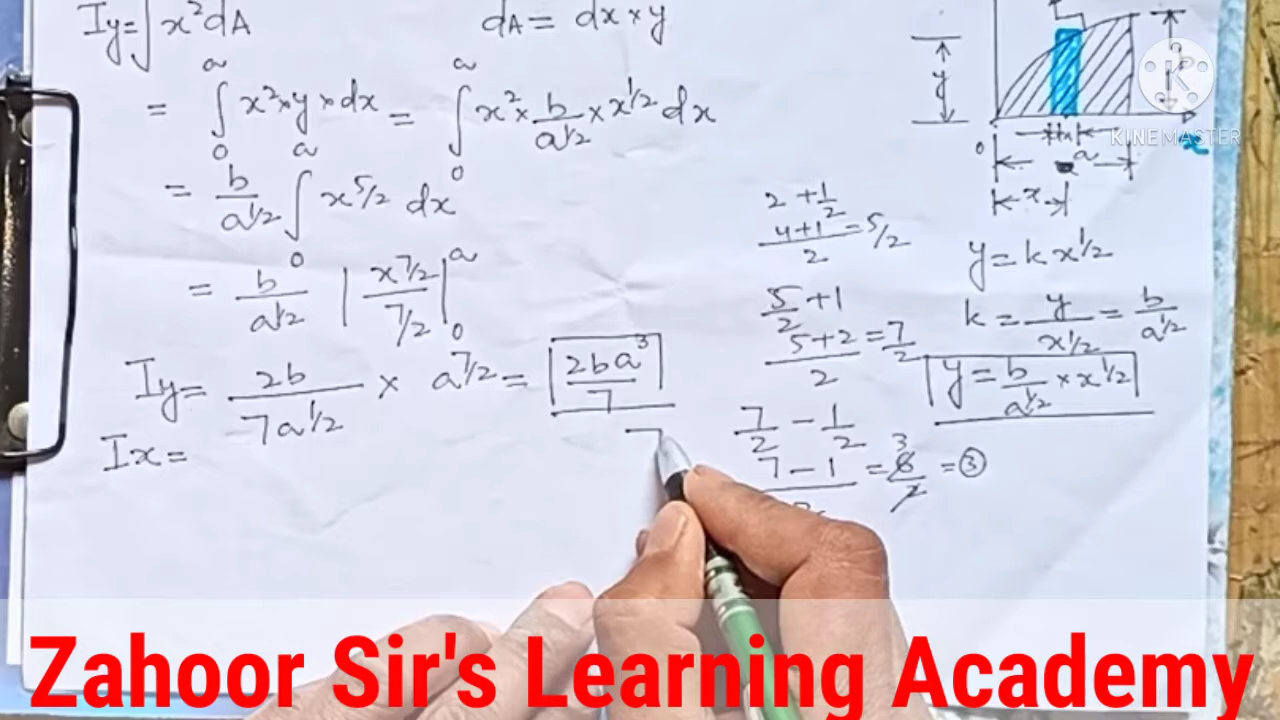 Iy=∫x²dA
dA = dx×y
= ∫₀ᵃ x²×y×dx = ∫₀ᵃ x²× b/a^1/2 × x^1/2 dx
= b/a^1/2 ∫₀ᵃ x^5/2 dx
= b/a^1/2 | x^7/2 / 7/2 |₀ᵃ
Iy= 2b/7a^1/2 × a^7/2 = 2ba³/7
Ix=
7
2+1/2
4+1/2 = 5/2
5/2+1
5+2/2 = 7/2
7/2 - 1/2
7-1 = 6/2 3 = 3
y
b
0
a
x
x
y=kx^1/2
k = y/x^1/2 = b/a^1/2
y = b/a^1/2 × x^1/2
K
KINEMASTER
Zahoor Sir's Learning Academy